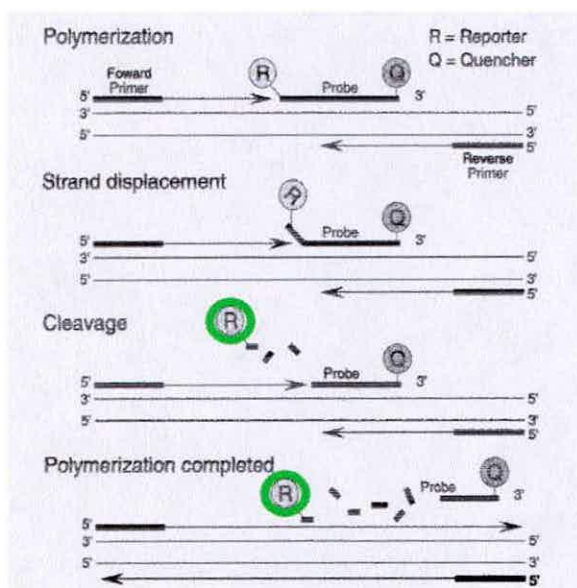 Polymerization
R = Reporter
Q = Quencher
Foward
Primer
R
Q
5'
Probe
3'
3'
5'
5'
3'
5'
Reverse
Primer
Strand displacement
R
Q
5'
Probe
3'
3'
5'
5'
3'
5'
Cleavage
R
Q
5'
Probe
3'
3'
5'
5'
3'
5'
Polymerization completed
R
Q
Probe
3'
5'
3'
5'
5'
3'
5'